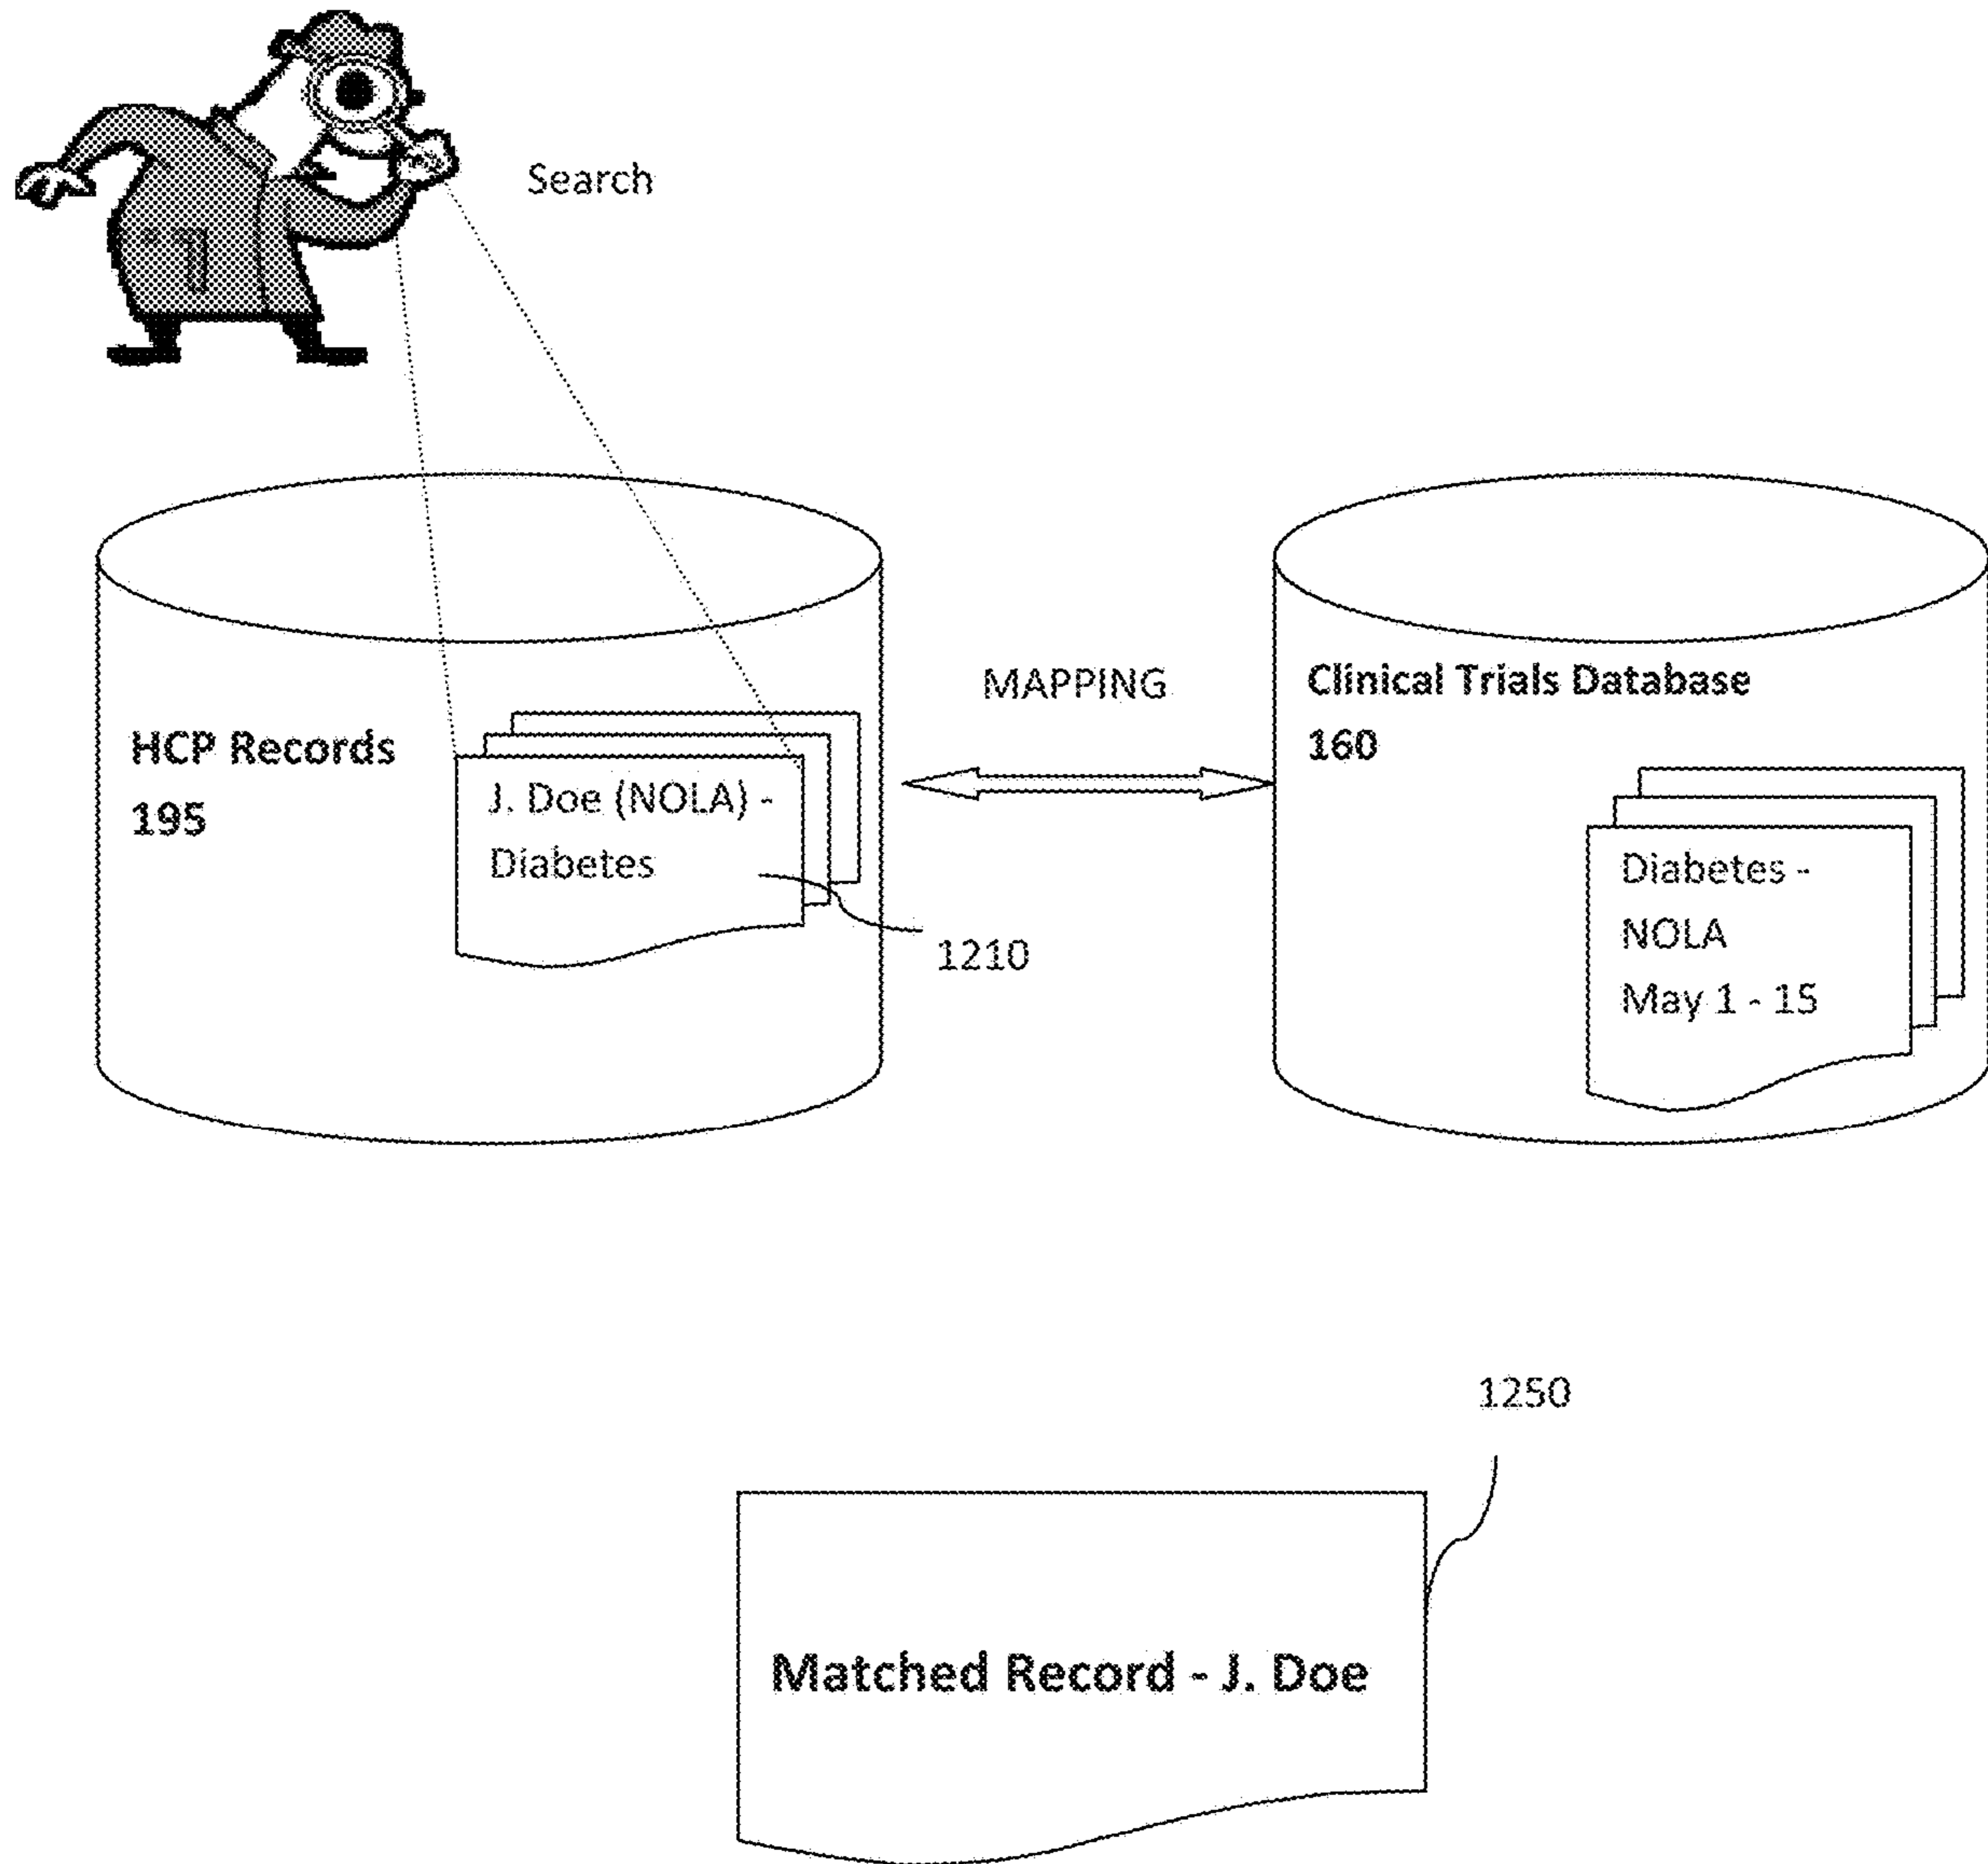 Search
MAPPING
HCP Records
195
J. Doe (NOLA) -
Diabetes
1210
Clinical Trials Database
160
Diabetes -
NOLA
May 1 - 15
1250
Matched Record - J. Doe